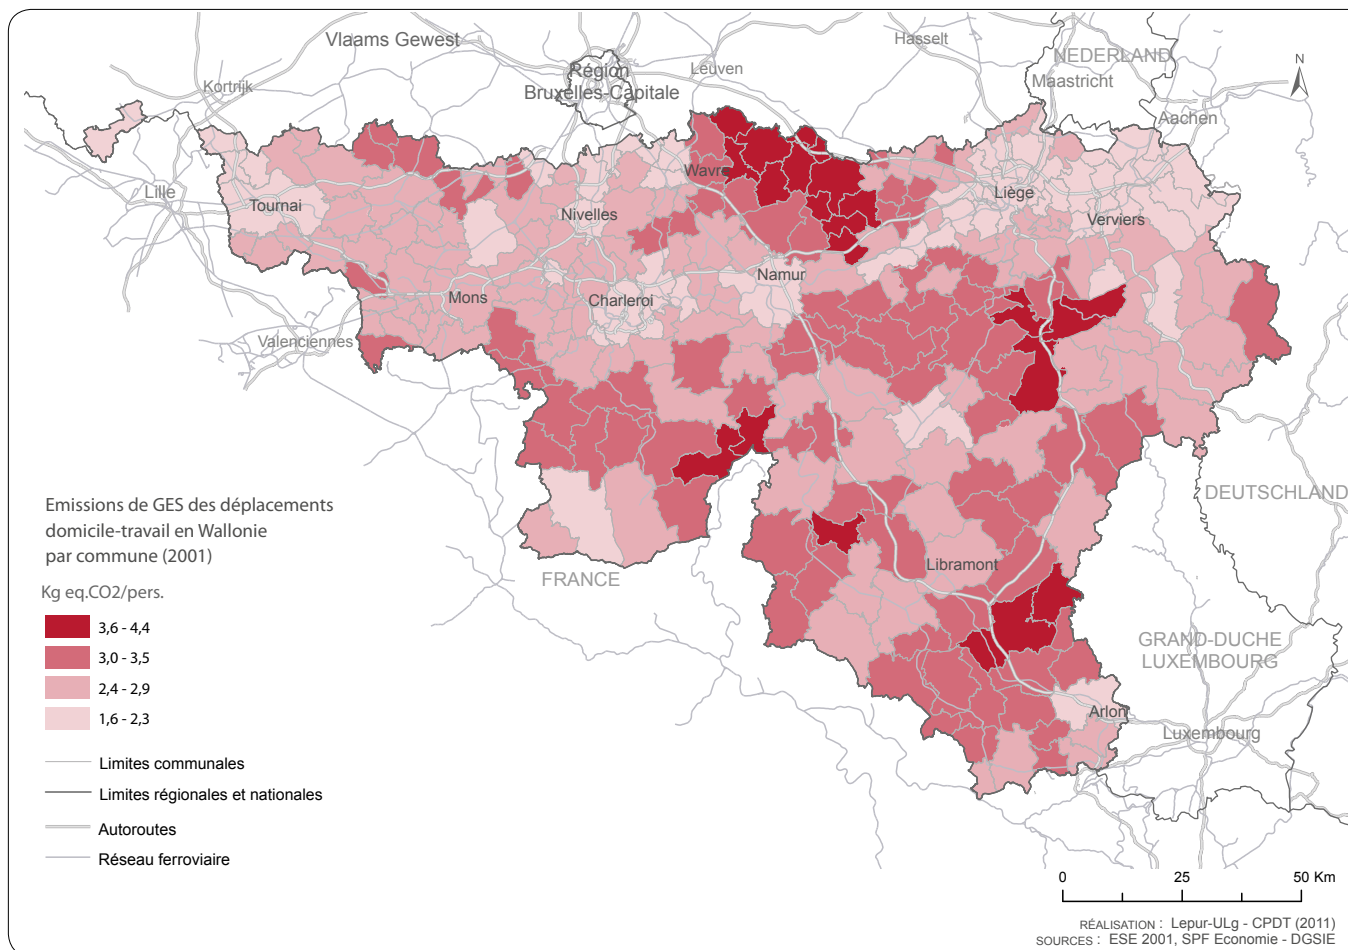 Vlaams Gewest
Hasselt
NEDERLAND
Région
Bruxelles-Capitale
Leuven
Maastricht
N
Kortrijk
Aachen
Lille
Wavre
Liège
Tournai
Nivelles
Verviers
Namur
Mons
Charleroi
Valenciennes
Emissions de GES des déplacements
domicile-travail en Wallonie
par commune (2001)
DEUTSCHLAND
FRANCE
Libramont
Kg eq.CO2/pers.
3,6 - 4,4
3,0 - 3,5
2,4 - 2,9
1,6 - 2,3
GRAND-DUCHE
LUXEMBOURG
Arlon
Luxembourg
Limites communales
Limites régionales et nationales
Autoroutes
Réseau ferroviaire
0 25 50 Km
RÉALISATION : Lepur-ULg - CPDT (2011)
SOURCES : ESE 2001, SPF Economie - DGSIE